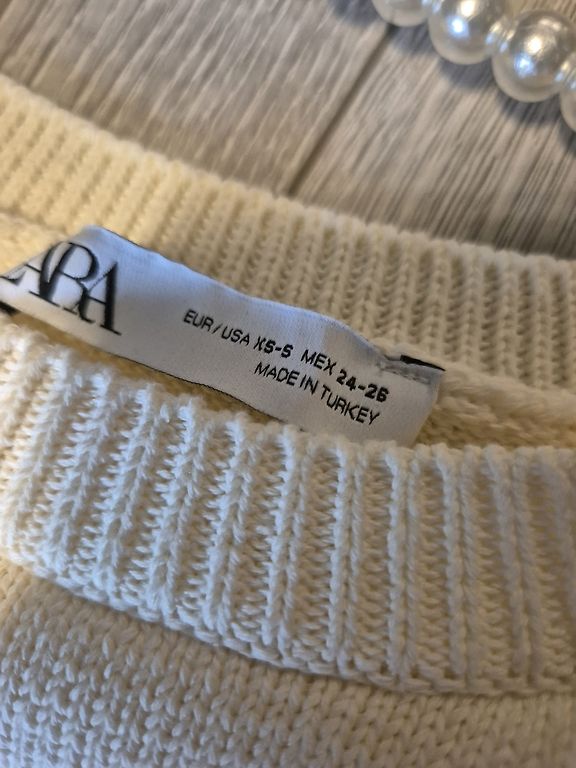 ZARA
EUR/USA XS-S MEX 24-26
MADE IN TURKEY